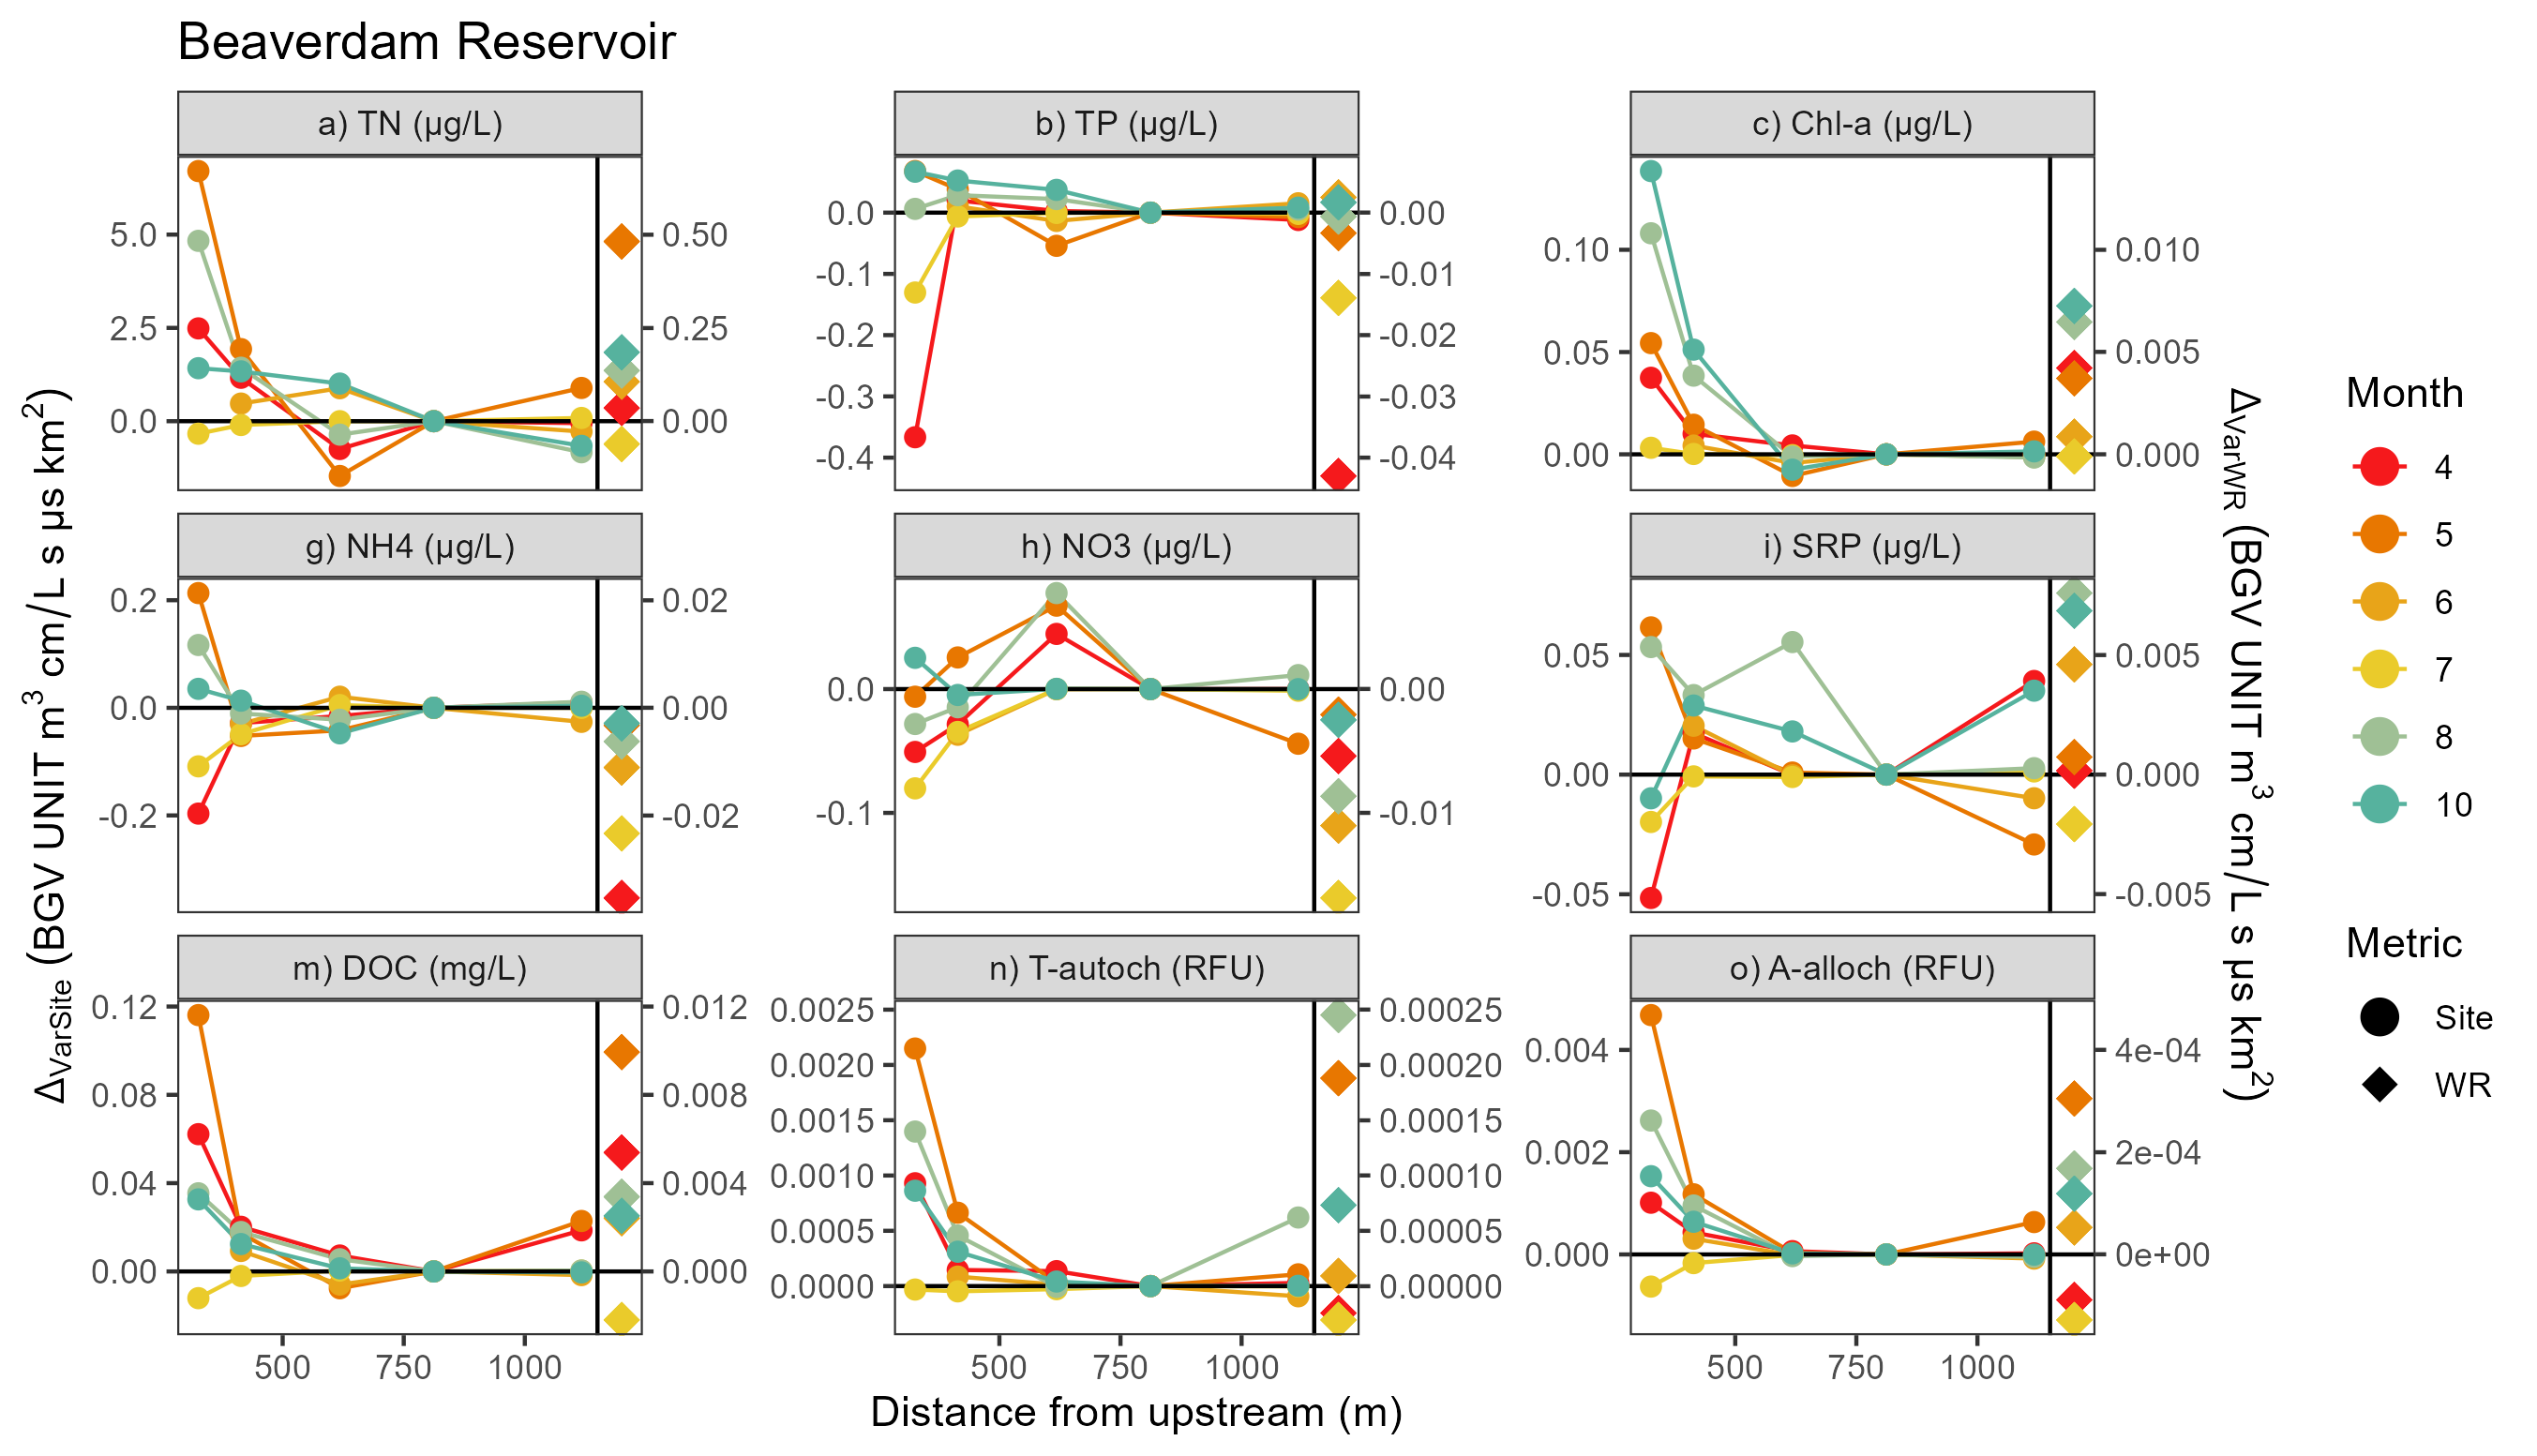 Beaverdam Reservoir
a) TN (µg/L)
b) TP (µg/L)
c) Chl-a (µg/L)
5.0
2.5
0.0
0.50
0.25
0.00
0.0
-0.1
-0.2
-0.3
-0.4
0.00
-0.01
-0.02
-0.03
-0.04
0.10
0.05
0.00
0.010
0.005
0.000
g) NH4 (µg/L)
h) NO3 (µg/L)
i) SRP (µg/L)
0.2
0.0
-0.2
0.02
0.00
-0.02
0.0
-0.1
0.00
-0.01
0.05
0.00
-0.05
0.005
0.000
-0.005
m) DOC (mg/L)
n) T-autoch (RFU)
o) A-alloch (RFU)
0.12
0.08
0.04
0.00
0.012
0.008
0.004
0.000
0.0025
0.0020
0.0015
0.0010
0.0005
0.0000
0.00025
0.00020
0.00015
0.00010
0.00005
0.00000
0.004
0.002
0.000
4e-04
2e-04
0e+00
500 750 1000
500 750 1000
500 750 1000
Distance from upstream (m)
ΔVarSite (BGV UNIT m³ cm/L s µs km²)
ΔVarWR (BGV UNIT m³ cm/L s µs km²)
Month
4
5
6
7
8
10
Metric
Site
WR